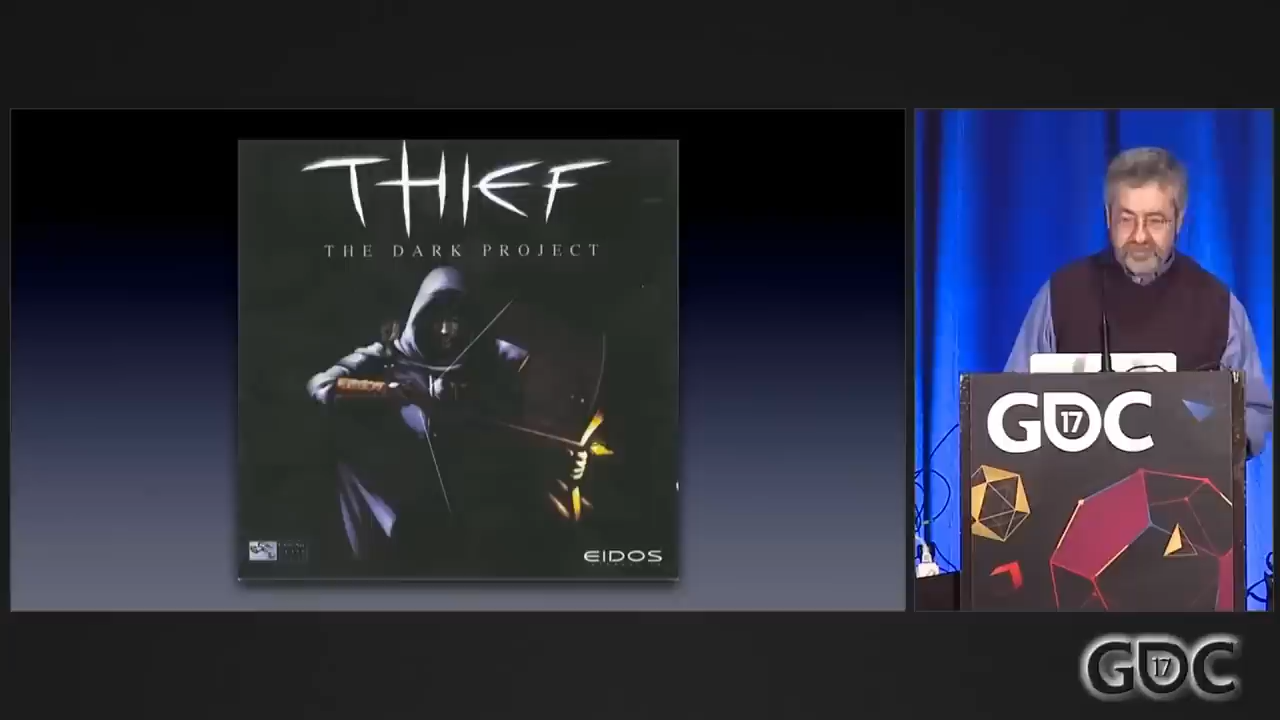 THIEF
THE DARK PROJECT
EIDOS
GDC
17
GDC
17